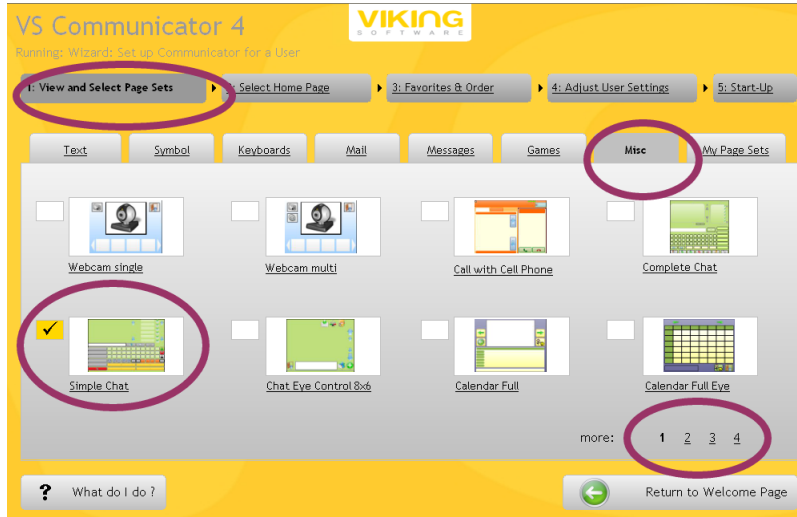 VS Communicator 4
VIKING
SOFTWARE
Running: Wizard: Set up Communicator for a User
1: View and Select Page Sets
2: Select Home Page
3: Favorites & Order
4: Adjust User Settings
5: Start-Up
Text
Symbol
Keyboards
Mail
Messages
Games
Misc
My Page Sets
Webcam single
Webcam multi
Call with Cell Phone
Complete Chat
Simple Chat
Chat Eye Control 8x6
Calendar Full
Calendar Full Eye
more: 1 2 3 4
? What do I do ?
Return to Welcome Page